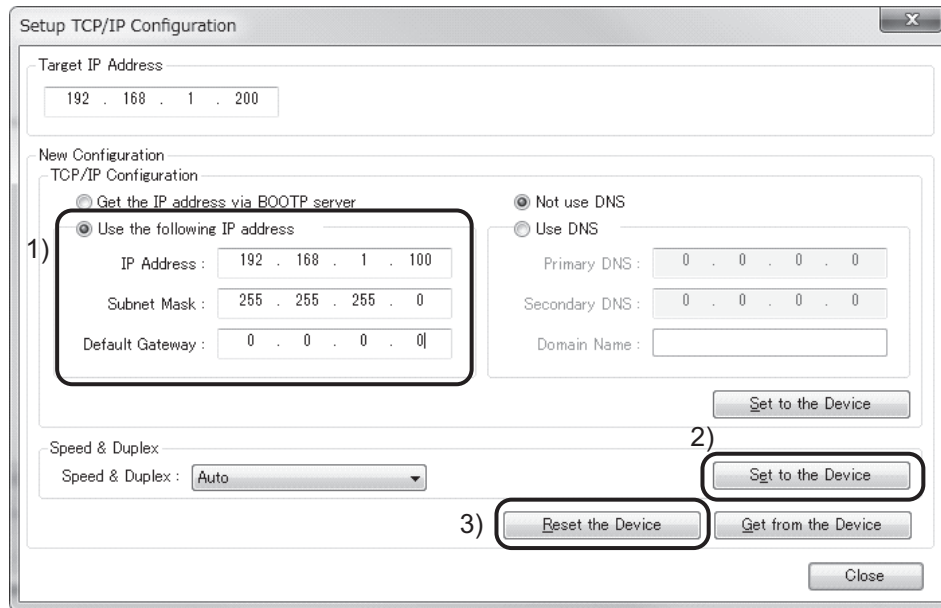 Setup TCP/IP Configuration
x
Target IP Address
192 . 168 . 1 . 200
New Configuration
TCP/IP Configuration
Get the IP address via BOOTP server
Not use DNS
1)
Use the following IP address
Use DNS
IP Address : 192 . 168 . 1 . 100
Primary DNS : 0 . 0 . 0 . 0
Subnet Mask : 255 . 255 . 255 . 0
Secondary DNS : 0 . 0 . 0 . 0
Default Gateway : 0 . 0 . 0 . 0
Domain Name :
Set to the Device
Speed & Duplex
2)
Speed & Duplex : Auto
Set to the Device
3)
Reset the Device
Get from the Device
Close